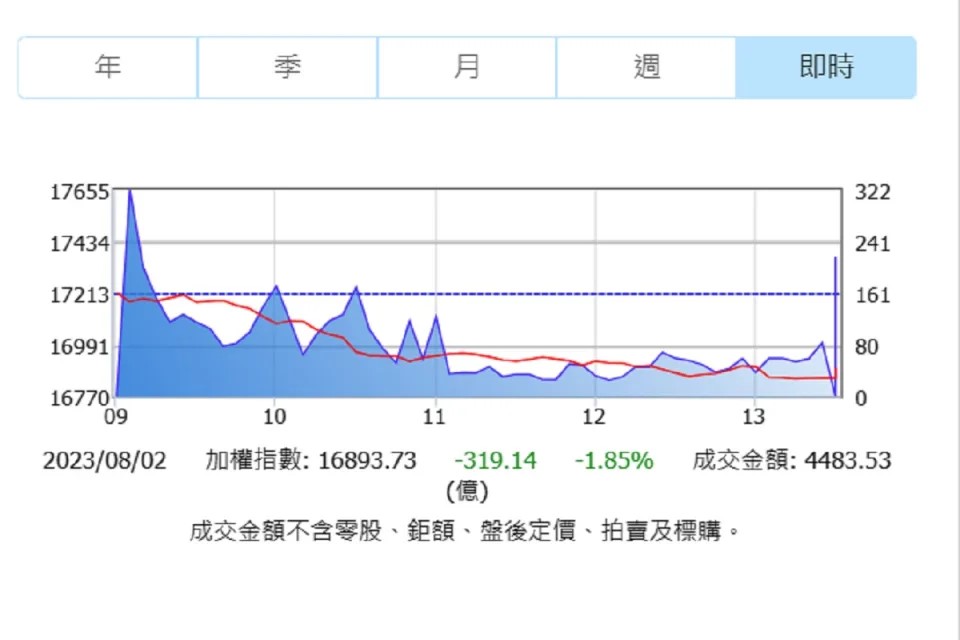 年 季 月 週 即時
17655 322
17434 241
17213 161
16991 80
16770 0
09 10 11 12 13
2023/08/02 加權指數: 16893.73 -319.14 -1.85% 成交金額: 4483.53
(億)
成交金額不含零股、鉅額、盤後定價、拍賣及標購。